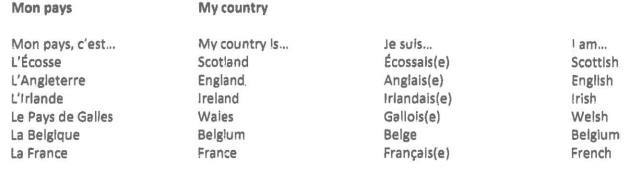 Mon pays My country
Mon pays, c'est... My country is... Je suis... I am...
L'Écosse Scotland Écossais(e) Scottish
L'Angleterre England Anglais(e) English
L'Irlande Ireland Irlandais(e) Irish
Le Pays de Galles Wales Gallois(e) Welsh
La Belgique Belgium Belge Belgium
La France France Français(e) French